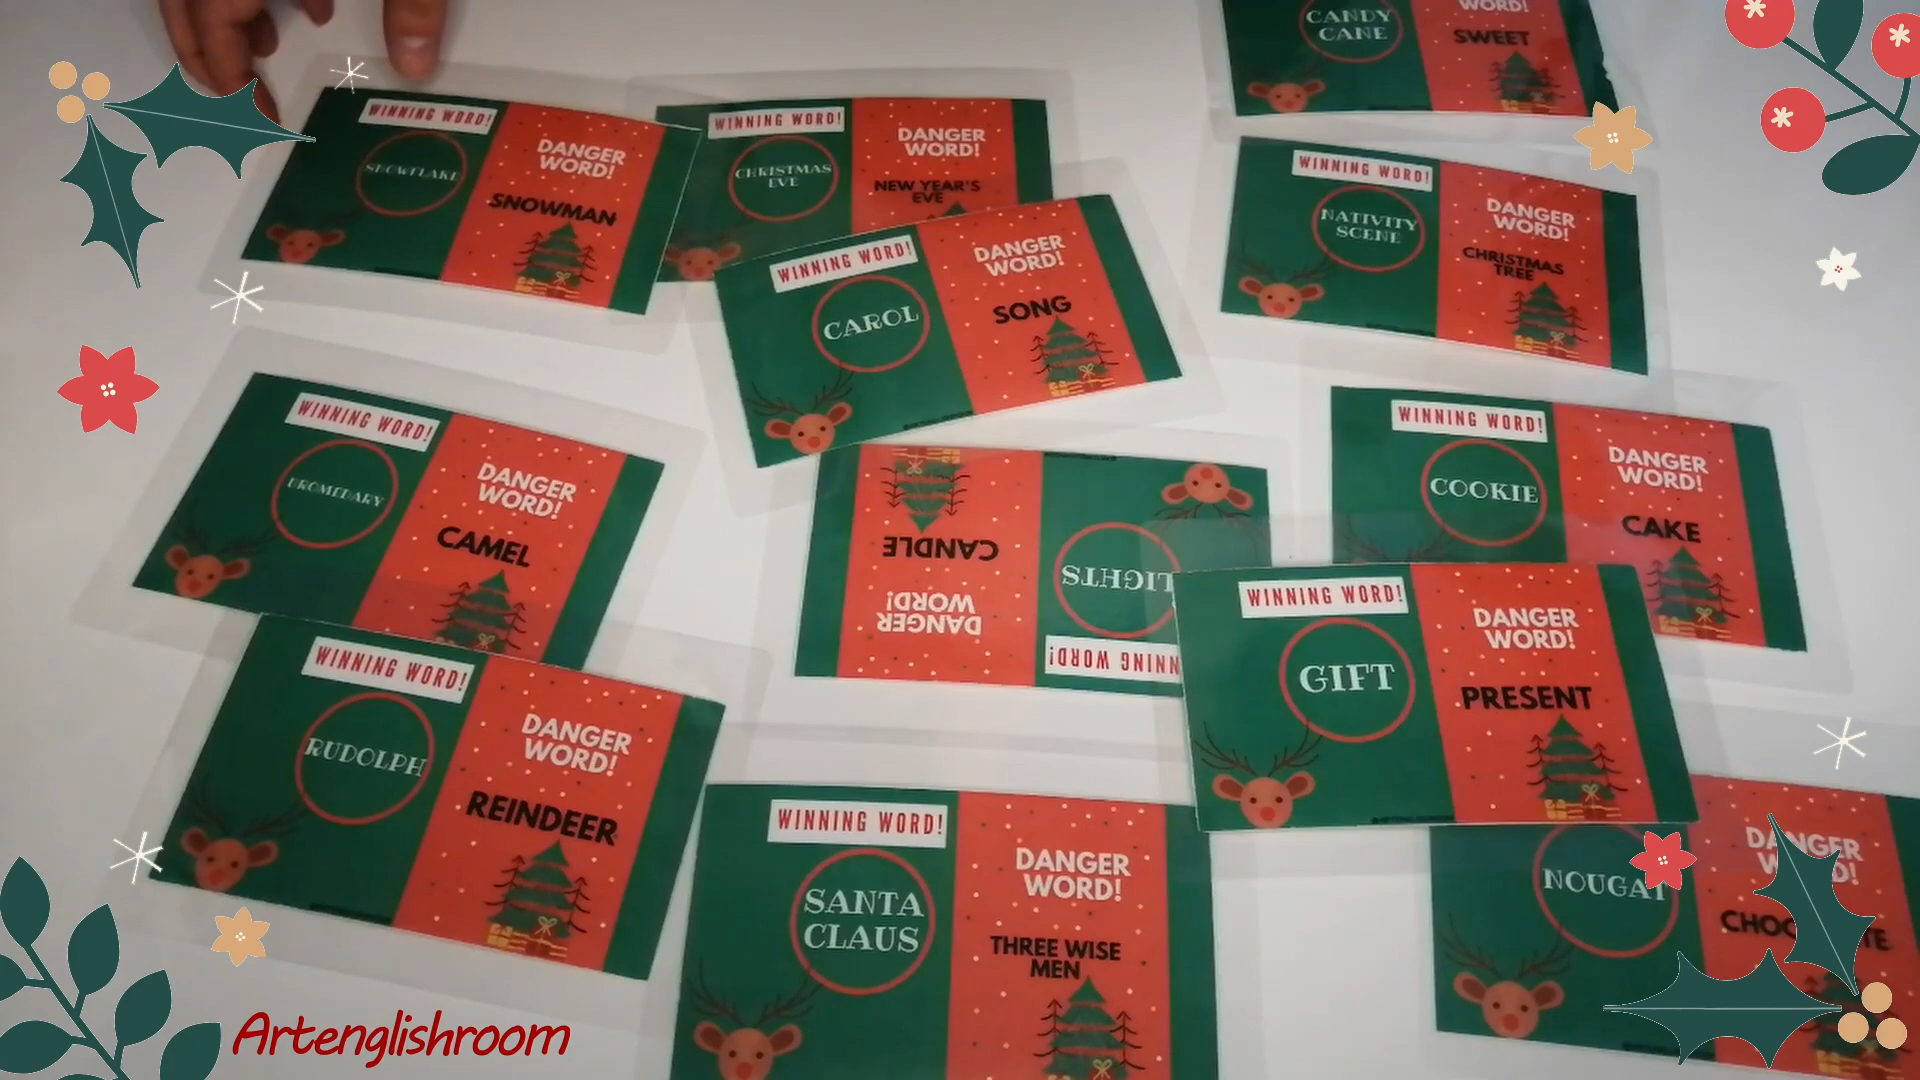 CANDY
CANE
WORD!
SWEET
WINNING WORD!
SNOWFLAKE
DANGER
WORD!
SNOWMAN
WINNING WORD!
CHRISTMAS
EVE
DANGER
WORD!
NEW YEAR'S
EVE
WINNING WORD!
NATIVITY
SCENE
DANGER
WORD!
CHRISTMAS
TREE
WINNING WORD!
CAROL
DANGER
WORD!
SONG
WINNING WORD!
DROMEDARY
DANGER
WORD!
CAMEL
WINNING WORD!
COOKIE
DANGER
WORD!
CAKE
WORD!
LIGHTS
DANGER
WORD!
CANDLE
WINNING WORD!
GIFT
DANGER
WORD!
PRESENT
WINNING WORD!
RUDOLPH
DANGER
WORD!
REINDEER
WINNING WORD!
SANTA
CLAUS
DANGER
WORD!
THREE WISE
MEN
NOUGAT
DANGER
Artenglishroom